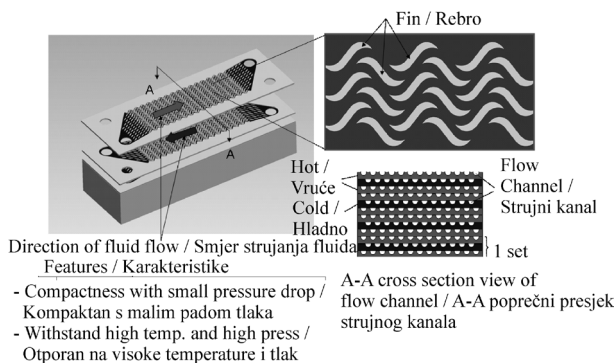 Fin / Rebro
A
A
Hot /
Vruće
Cold /
Hladno
Flow
Channel /
Strujni kanal
1 set
Direction of fluid flow / Smjer strujanja fluida
Features / Karakteristike
- Compactness with small pressure drop /
Kompaktan s malim padom tlaka
- Withstand high temp. and high press /
Otporan na visoke temperature i tlak
A-A cross section view of
flow channel / A-A poprečni presjek
strujnog kanala